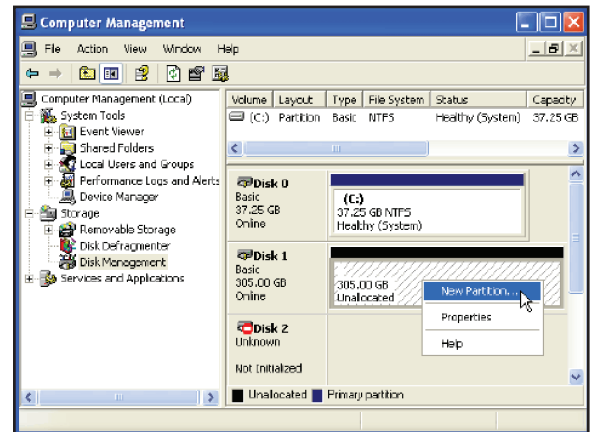 Computer Management
File Action View Window Help
Computer Management (Local)
System Tools
Event Viewer
Shared Folders
Local Users and Groups
Performance Logs and Alerts
Device Manager
Storage
Removable Storage
Disk Defragmenter
Disk Management
Services and Applications
Volume Layout Type File System Status Capacity
(C:) Partition Basic NTFS Healthy (System) 37.25 GB
Disk 0
Basic
37.25 GB
Online
(C:)
37.25 GB NTFS
Healthy (System)
Disk 1
Basic
305.00 GB
Online
305.00 GB
Unallocated
New Partition...
Properties
Help
Disk 2
Unknown
Not Initialized
Unallocated Primary partition